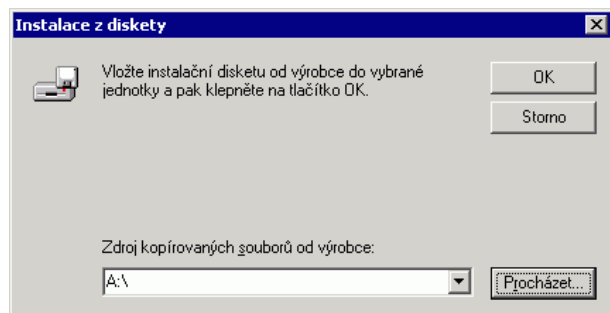 Instalace z diskety
Vložte instalační disketu od výrobce do vybrané
jednotky a pak klepněte na tlačítko OK.
OK
Storno
Zdroj kopírovaných souborů od výrobce:
A:\
Procházet...